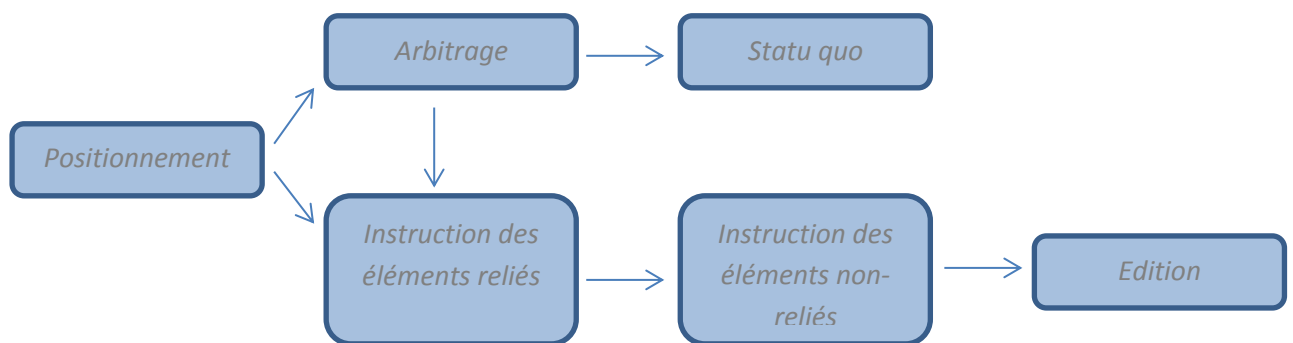 Arbitrage
Statu quo
Positionnement
Instruction des
éléments reliés
Instruction des
éléments non-
reliés
Edition